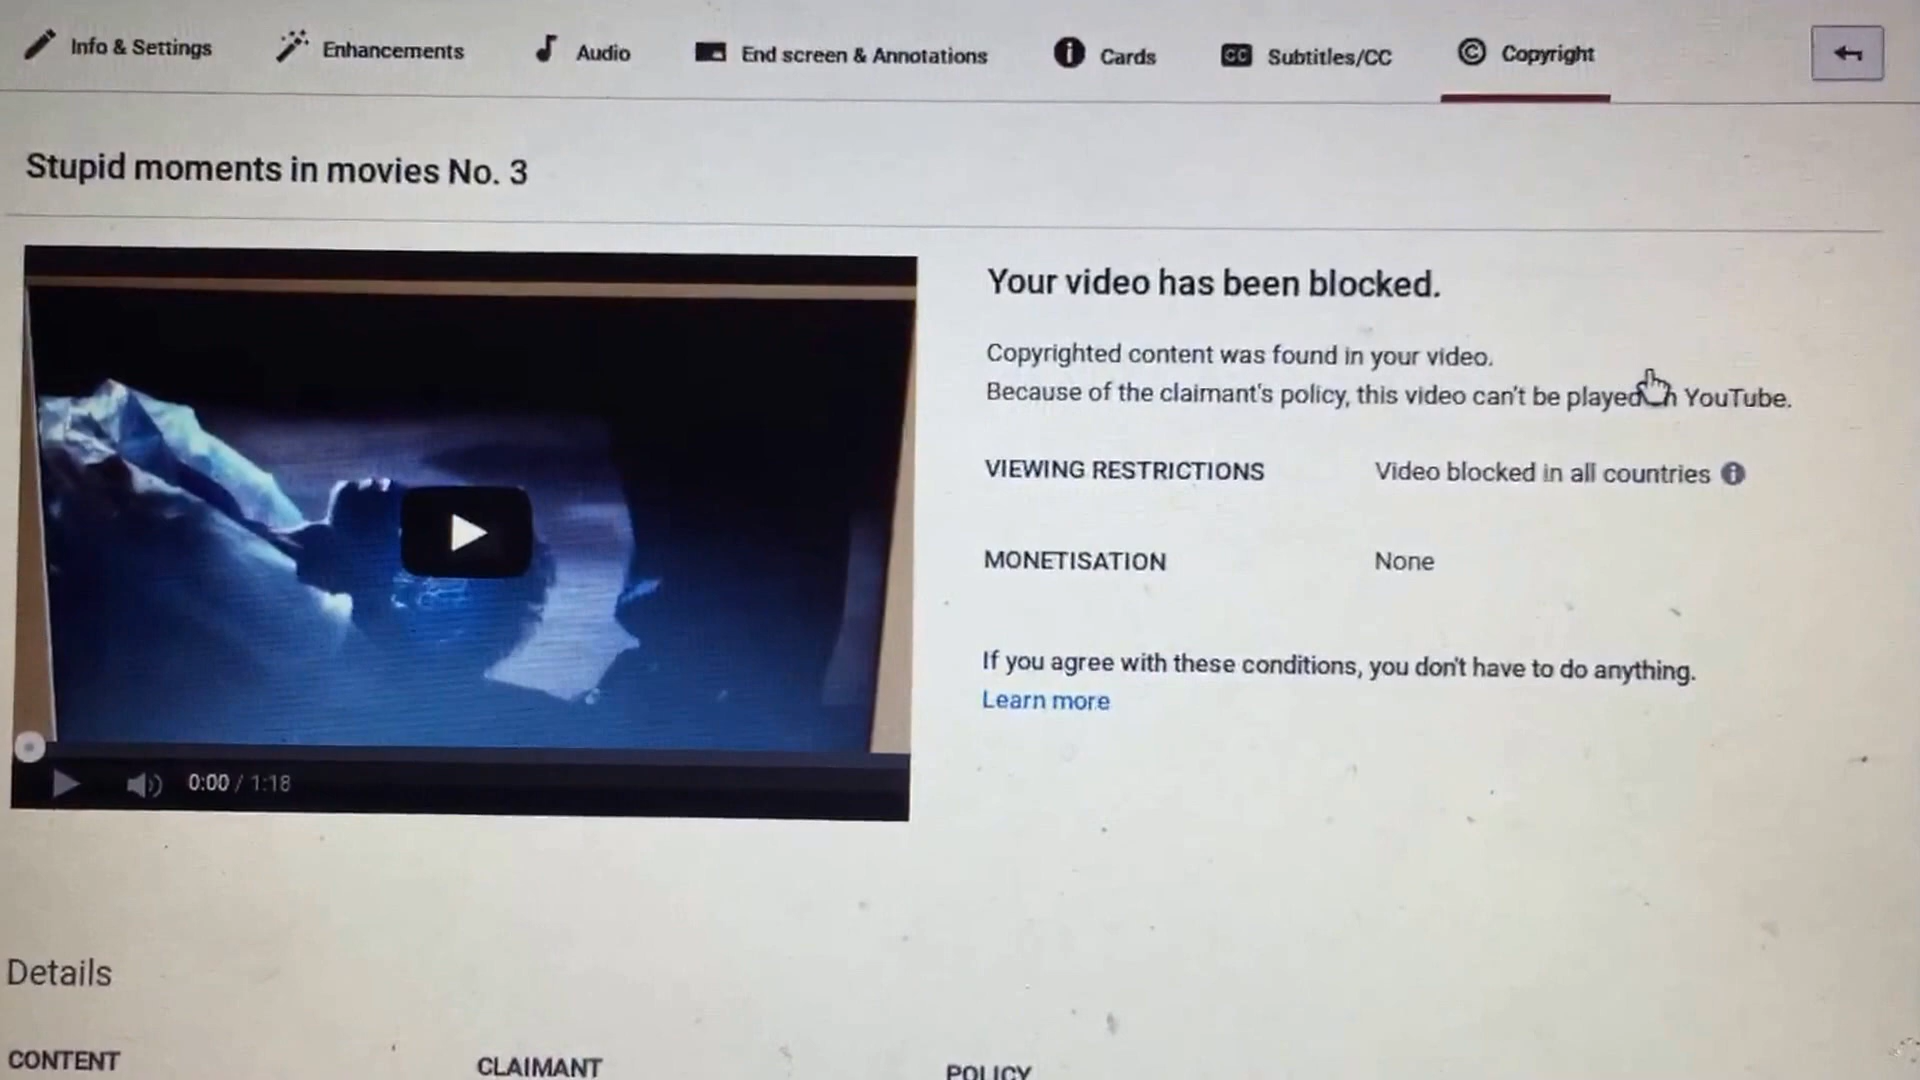 Info & Settings
Enhancements
Audio
End screen & Annotations
Cards
CC
Subtitles/CC
©
Copyright
Stupid moments in movies No. 3
Your video has been blocked.
Copyrighted content was found in your video.
Because of the claimant's policy, this video can't be played YouTube.
VIEWING RESTRICTIONS
Video blocked in all countries
MONETISATION
None
If you agree with these conditions, you don't have to do anything.
Learn more
0:00 / 1:18
Details
CONTENT
CLAIMANT
POLICY